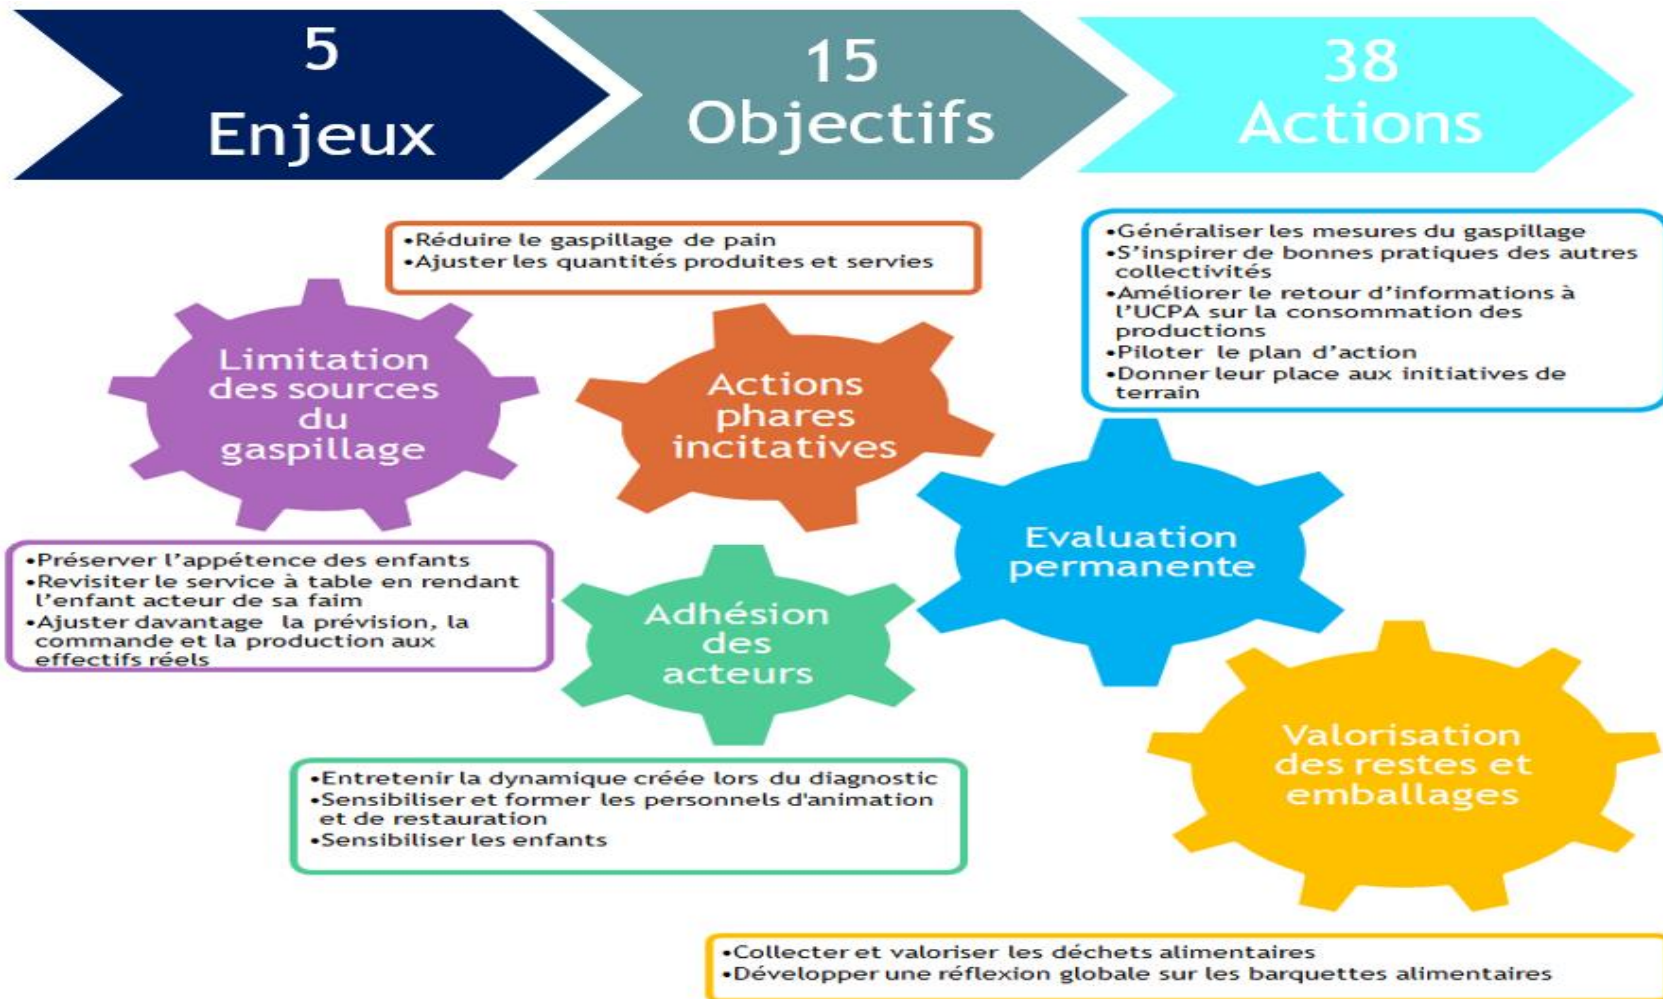 5
Enjeux
15
Objectifs
38
Actions
•Réduire le gaspillage de pain
•Ajuster les quantités produites et servies
•Généraliser les mesures du gaspillage
•S’inspirer de bonnes pratiques des autres
collectivités
•Améliorer le retour d’informations à
l’UCPA sur la consommation des
productions
•Piloter le plan d’action
•Donner leur place aux initiatives de
terrain
Limitation
des sources
du
gaspillage
Actions
phares
incitatives
Evaluation
permanente
•Préserver l’appétence des enfants
•Revisiter le service à table en rendant
l’enfant acteur de sa faim
•Ajuster davantage la prévision, la
commande et la production aux
effectifs réels
Adhésion
des
acteurs
Valorisation
des restes et
emballages
•Entretenir la dynamique créée lors du diagnostic
•Sensibiliser et former les personnels d'animation
et de restauration
•Sensibiliser les enfants
•Collecter et valoriser les déchets alimentaires
•Développer une réflexion globale sur les barquettes alimentaires